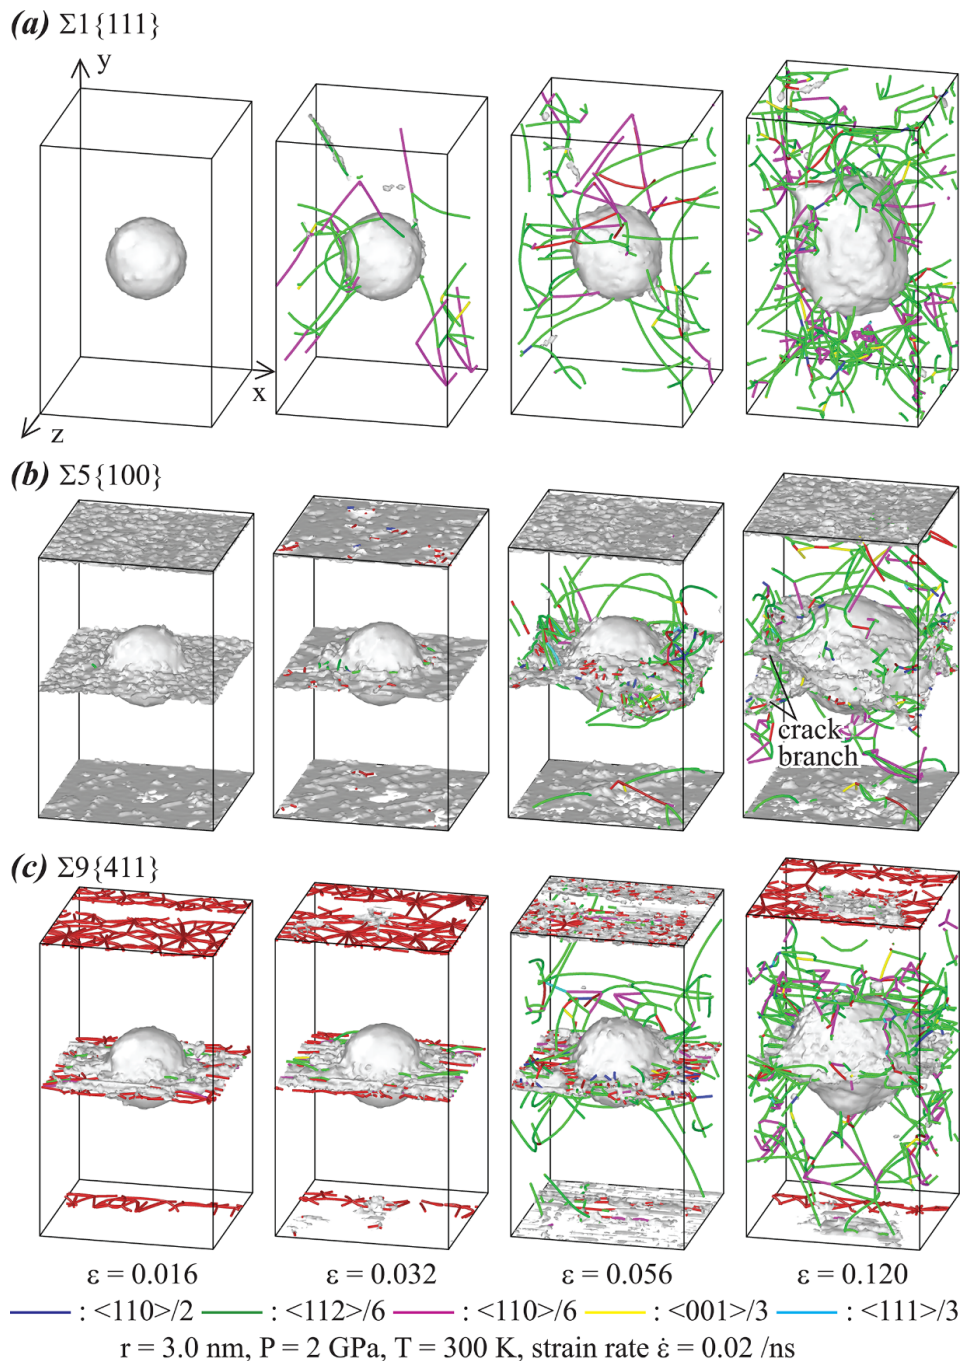 (a) Σ1{111}
y
x
z
(b) Σ5{100}
crack
branch
(c) Σ9{411}
ε = 0.016 ε = 0.032 ε = 0.056 ε = 0.120
: <110>/2 : <112>/6 : <110>/6 : <001>/3 : <111>/3
r = 3.0 nm, P = 2 GPa, T = 300 K, strain rate ε̇ = 0.02 /ns